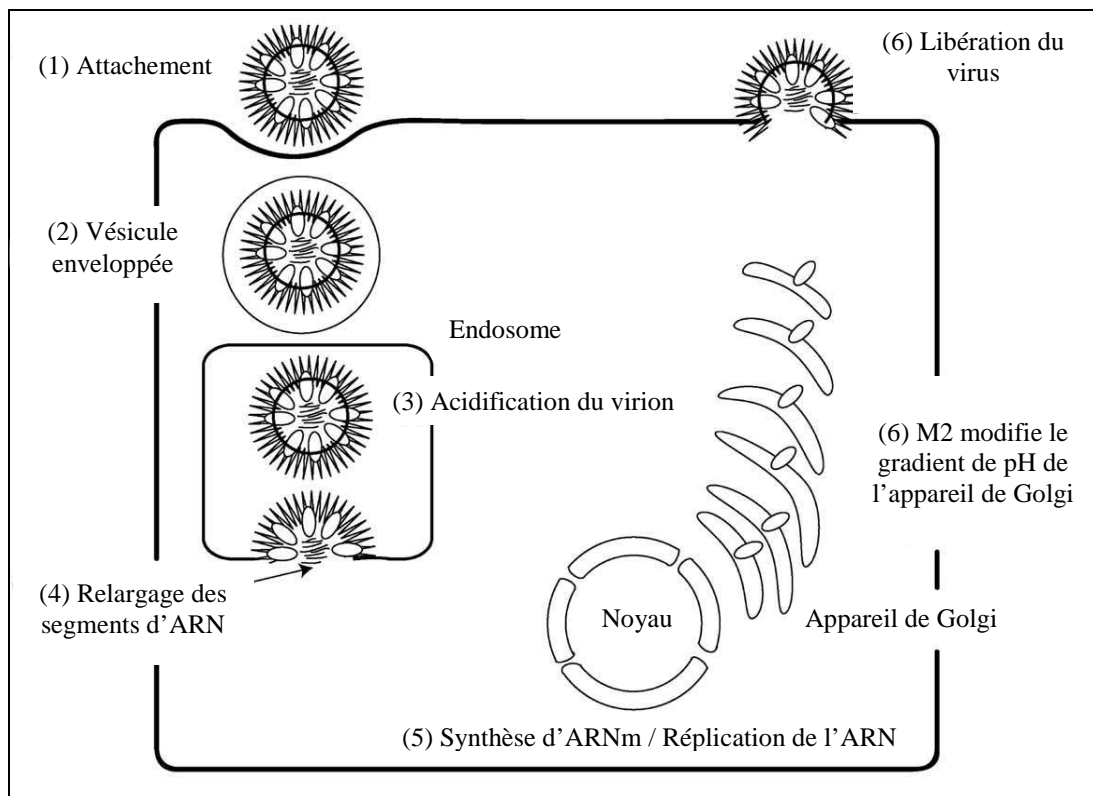 (1) Attachement
(6) Libération du
virus
(2) Vésicule
enveloppée
Endosome
(3) Acidification du virion
(6) M2 modifie le
gradient de pH de
l’appareil de Golgi
(4) Relargage des
segments d’ARN
Noyau
Appareil de Golgi
(5) Synthèse d’ARNm / Réplication de l’ARN